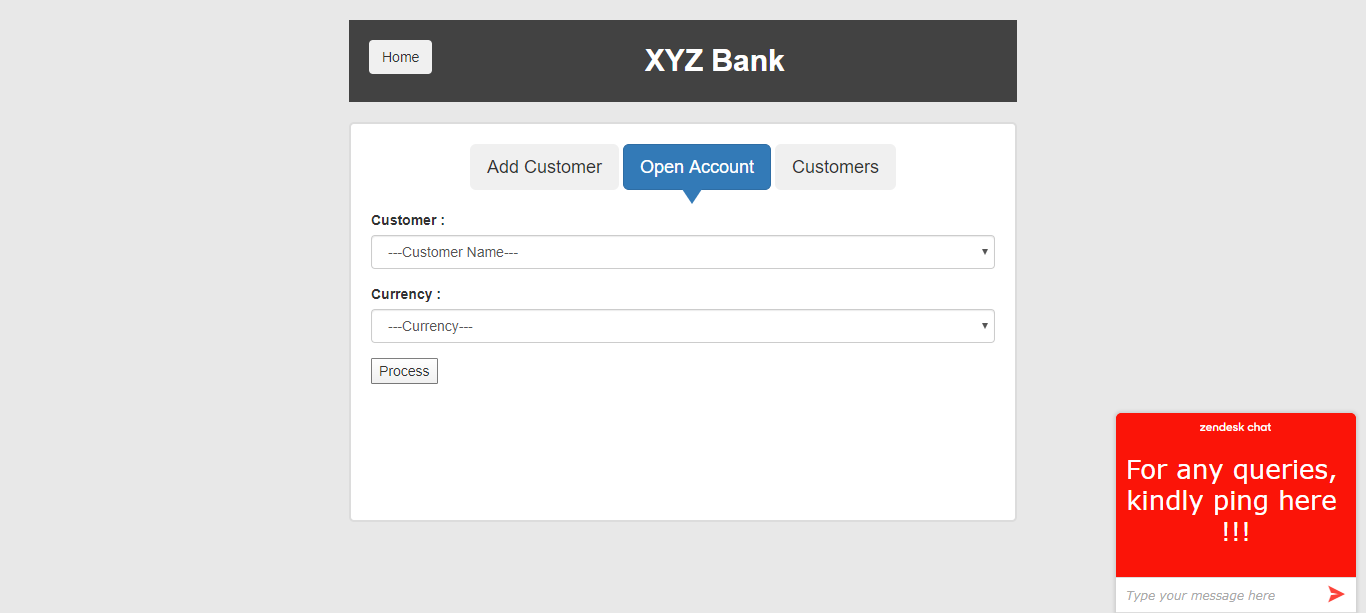 Home
XYZ Bank
Add Customer
Open Account
Customers
Customer :
---Customer Name---
Currency :
---Currency---
Process
zendesk chat
For any queries,
kindly ping here
!!!
Type your message here